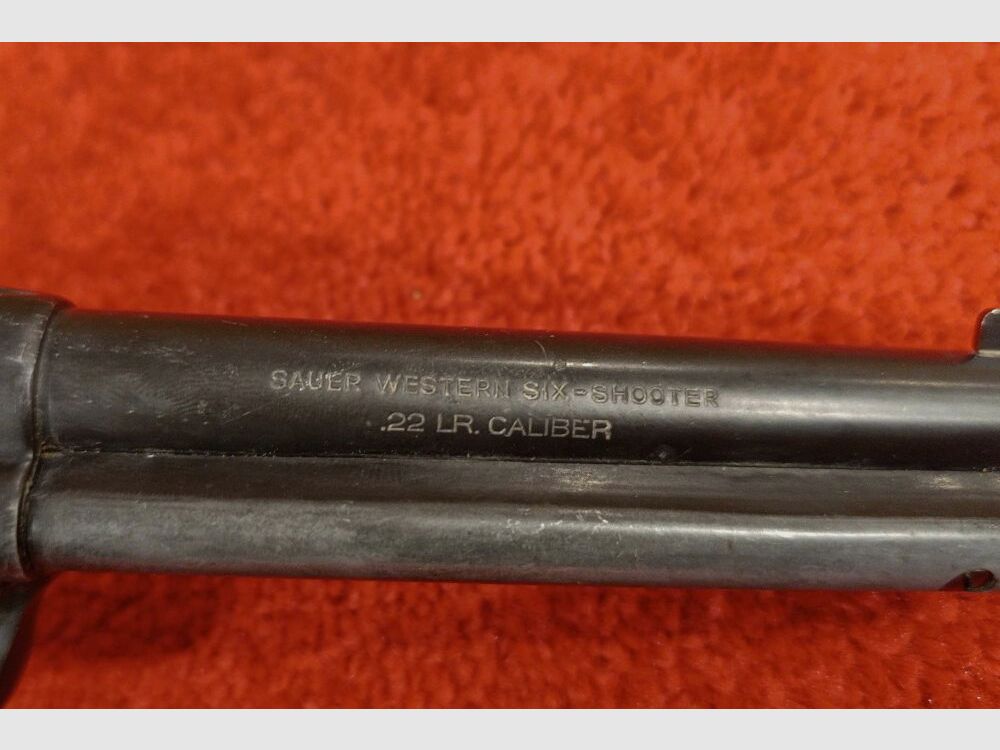 SAUER WESTERN SIX-SHOOTER
.22 LR. CALIBER